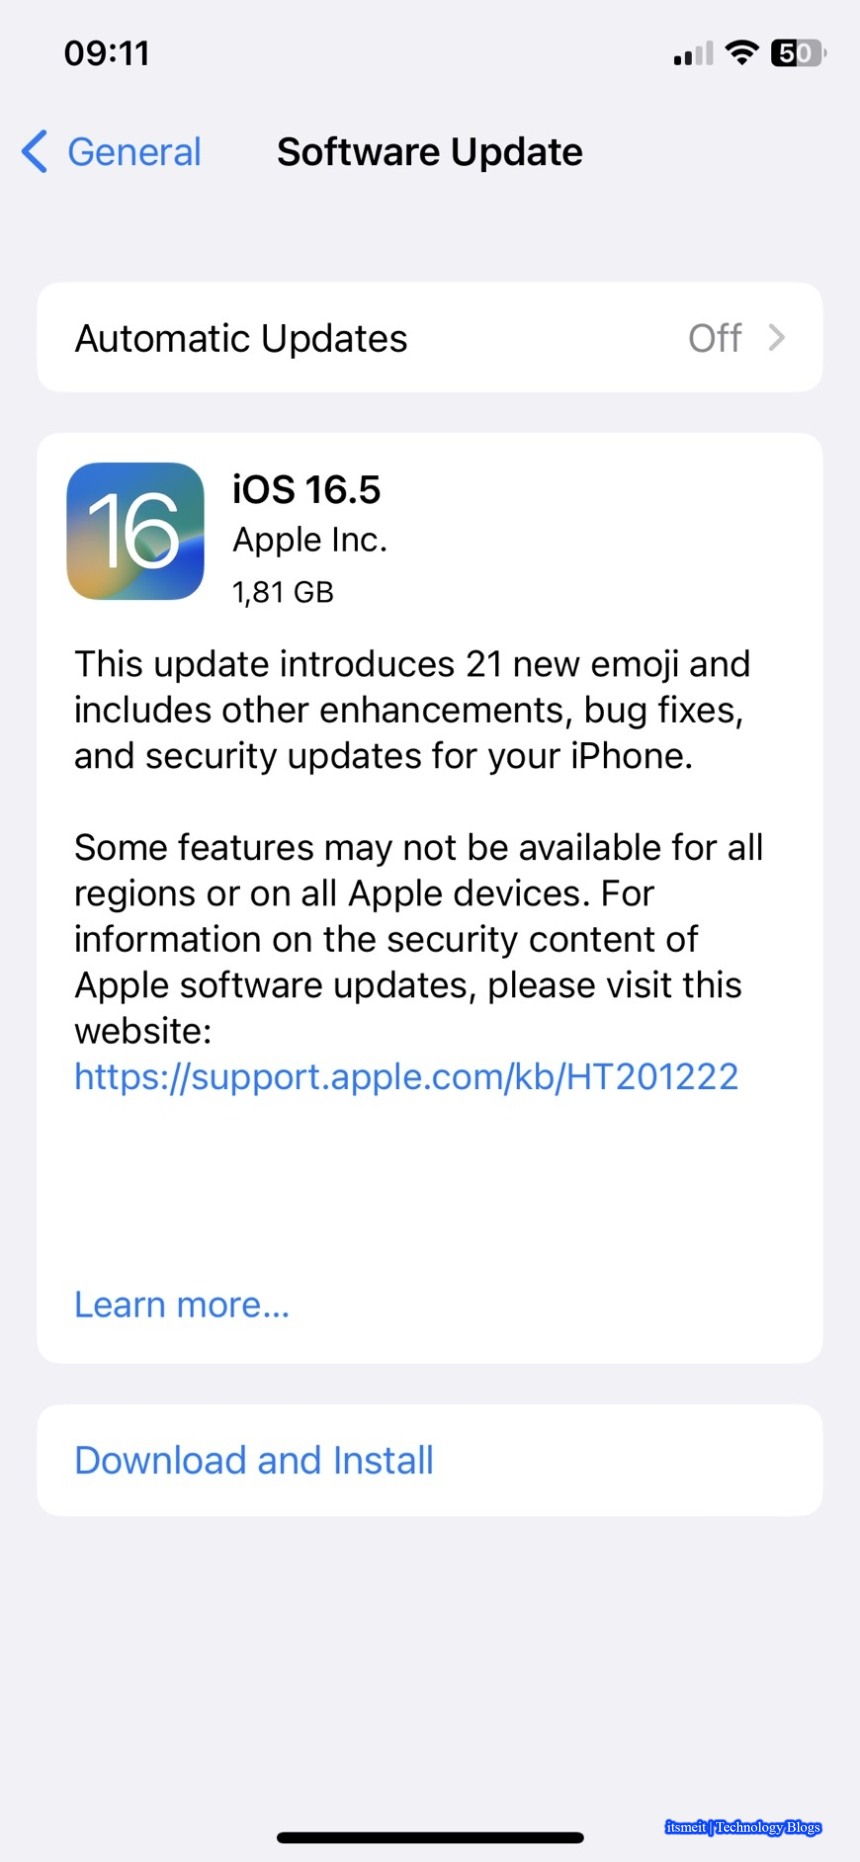 09:11
50
General
Software Update
Automatic Updates
Off
16
iOS 16.5
Apple Inc.
1,81 GB
This update introduces 21 new emoji and
includes other enhancements, bug fixes,
and security updates for your iPhone.
Some features may not be available for all
regions or on all Apple devices. For
information on the security content of
Apple software updates, please visit this
website:
https://support.apple.com/kb/HT201222
Learn more...
Download and Install
itsmeit | Technology Blogs